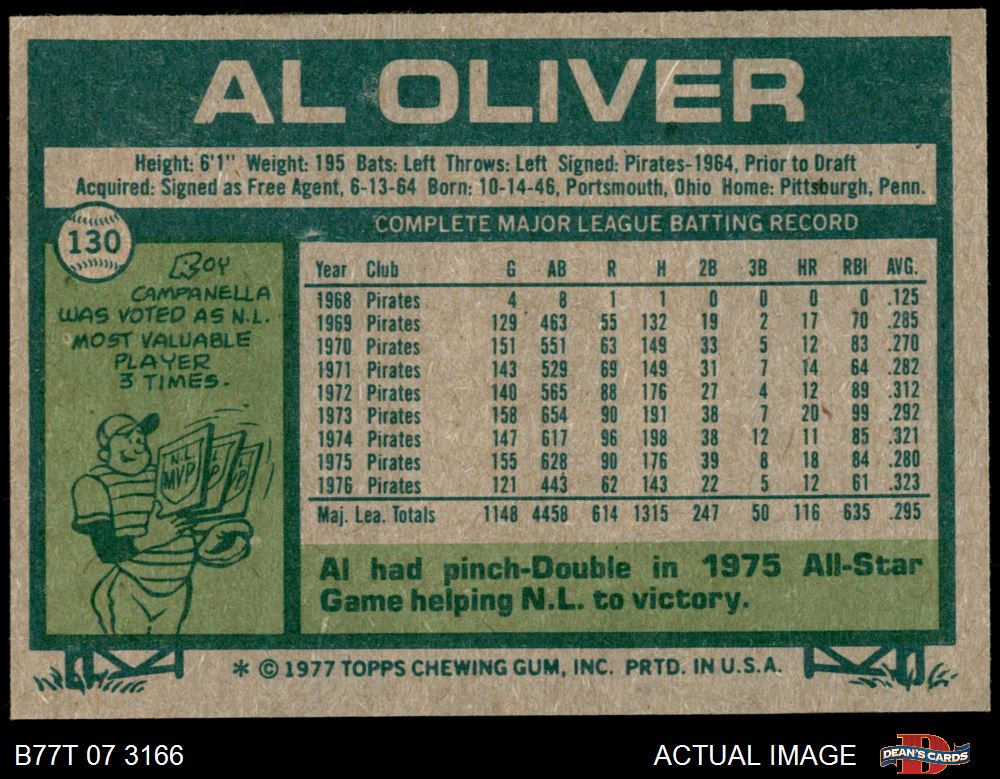 AL OLIVER
Height: 6'1" Weight: 195 Bats: Left Throws: Left Signed: Pirates-1964, Prior to Draft
Acquired: Signed as Free Agent, 6-13-64 Born: 10-14-46, Portsmouth, Ohio Home: Pittsburgh, Penn.
130
ROY
CAMPANELLA
WAS VOTED AS N.L.
MOST VALUABLE
PLAYER
3 TIMES.
N.L.
MVP
VP
COMPLETE MAJOR LEAGUE BATTING RECORD
Year Club G AB R H 2B 3B HR RBI AVG.
1968 Pirates 4 8 1 1 0 0 0 0 .125
1969 Pirates 129 463 55 132 19 2 17 70 .285
1970 Pirates 151 551 63 149 33 5 12 83 .270
1971 Pirates 143 529 69 149 31 7 14 64 .282
1972 Pirates 140 565 88 176 27 4 12 89 .312
1973 Pirates 158 654 90 191 38 7 20 99 .292
1974 Pirates 147 617 96 198 38 12 11 85 .321
1975 Pirates 155 628 90 176 39 8 18 84 .280
1976 Pirates 121 443 62 143 22 5 12 61 .323
Maj. Lea. Totals 1148 4458 614 1315 247 50 116 635 .295
Al had pinch-Double in 1975 All-Star
Game helping N.L. to victory.
* © 1977 TOPPS CHEWING GUM, INC. PRTD. IN U.S.A.
B77T 07 3166
ACTUAL IMAGE
DEAN'S CARDS